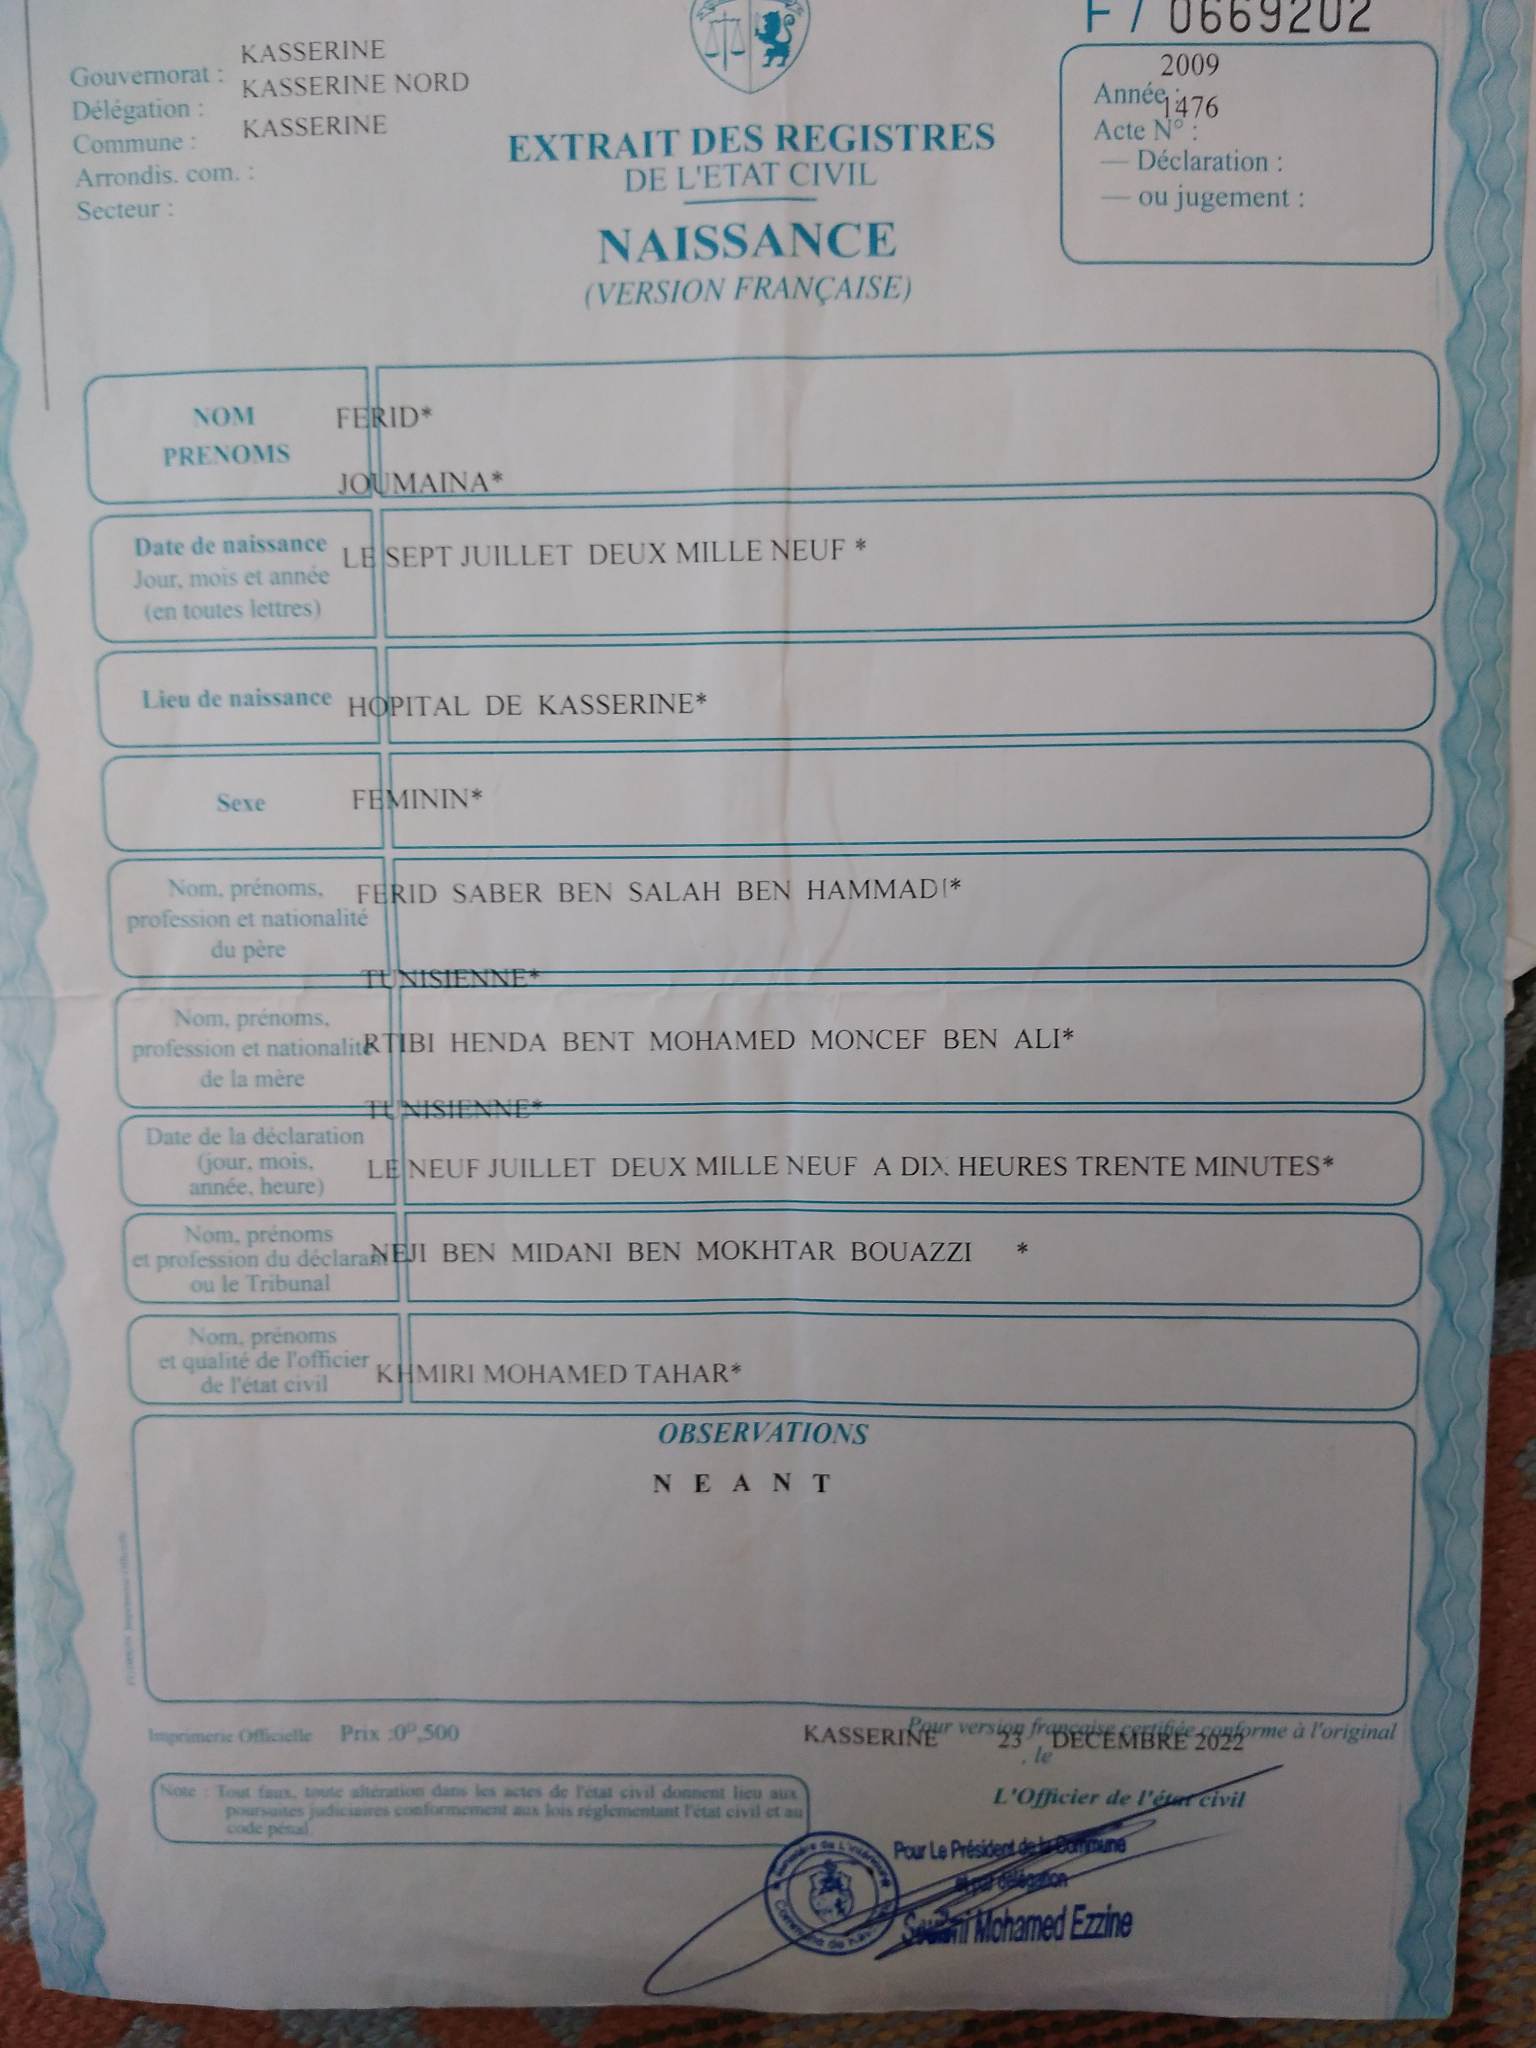 F / 0669202
Gouvernorat : KASSERINE
Délégation : KASSERINE NORD
Commune : KASSERINE
Arrondis. com. :
Secteur :
EXTRAIT DES REGISTRES
DE L'ETAT CIVIL
NAISSANCE
(VERSION FRANÇAISE)
2009
Année :
1476
Acte N° :
— Déclaration :
— ou jugement :
NOM FERID*
PRENOMS
JOUMAINA*
Date de naissance LE SEPT JUILLET DEUX MILLE NEUF *
Jour, mois et année
(en toutes lettres)
Lieu de naissance HOPITAL DE KASSERINE*
Sexe FEMININ*
Nom, prénoms, FERID SABER BEN SALAH BEN HAMMADI*
profession et nationalité
du père
TUNISIENNE*
Nom, prénoms,
profession et nationalité RTIBI HENDA BENT MOHAMED MONCEF BEN ALI*
de la mère
TUNISIENNE*
Date de la déclaration
(jour, mois, LE NEUF JUILLET DEUX MILLE NEUF A DIX HEURES TRENTE MINUTES*
année, heure)
Nom, prénoms
et profession du déclarant NEJI BEN MIDANI BEN MOKHTAR BOUAZZI *
ou le Tribunal
Nom, prénoms
et qualité de l'officier KHMIRI MOHAMED TAHAR*
de l'état civil
OBSERVATIONS
N E A N T
Imprimerie Officielle Prix :0ᴰ,500
Pour version française certifiée conforme à l'original
KASSERINE 23 DECEMBRE 2022
, le
L'Officier de l'état civil
Note : Tout faux, toute altération dans les actes de l'état civil donnent lieu aux
poursuites judiciaires conformement aux lois réglementant l'état civil et au
code pénal.
Pour Le Président de la Commune
et par délégation
Mohamed Ezzine